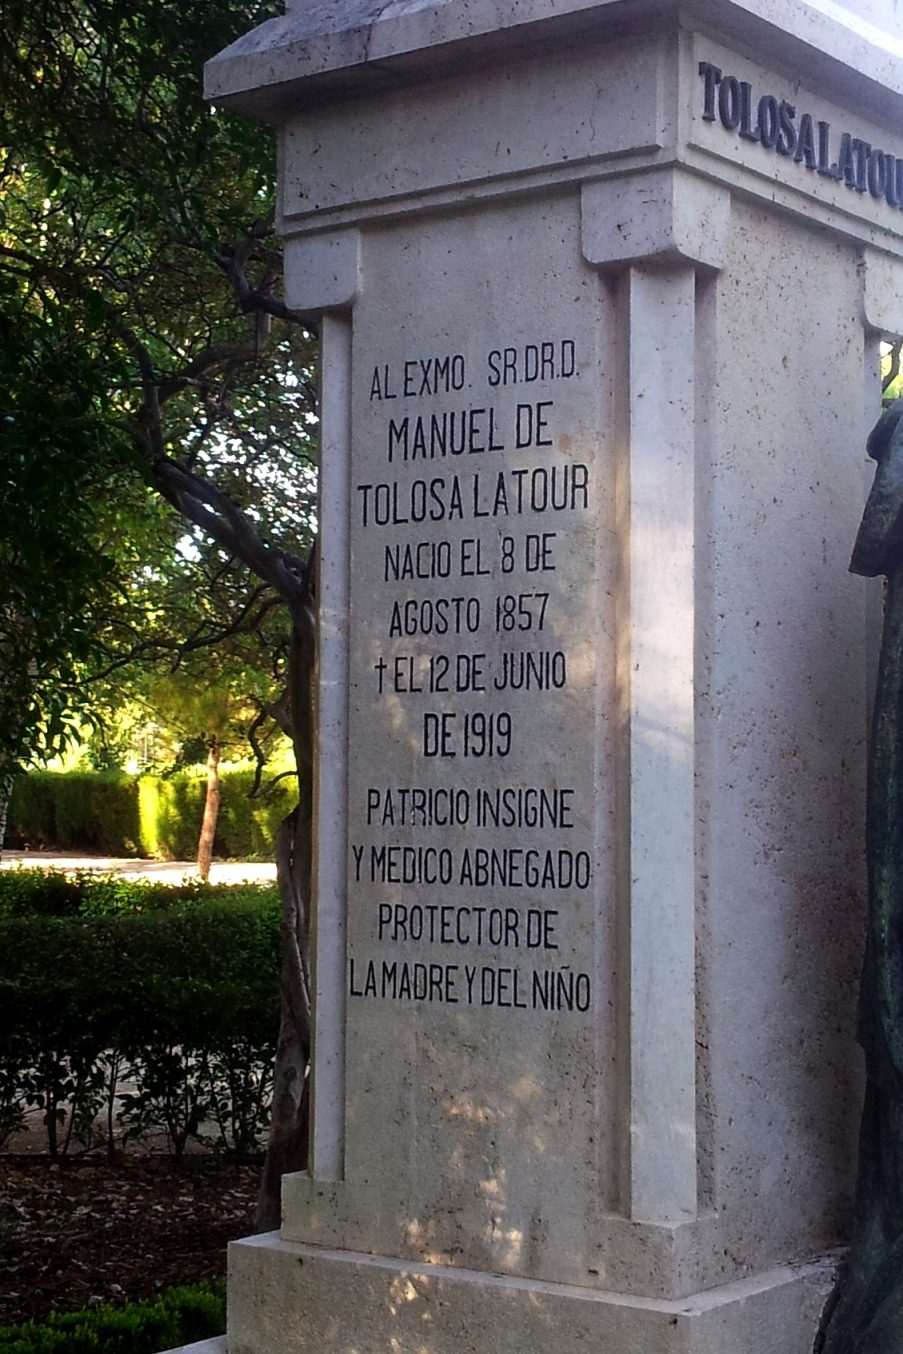 TOLOSA LATOUR
AL EXMO. SR.DR.D.
MANUEL DE
TOLOSA LATOUR
NACIO EL 8 DE
AGOSTO 1857
† EL 12 DE JUNIO
DE 1919
PATRICIO INSIGNE
Y MEDICO ABNEGADO
PROTECTOR DE
LA MADRE Y DEL NIÑO